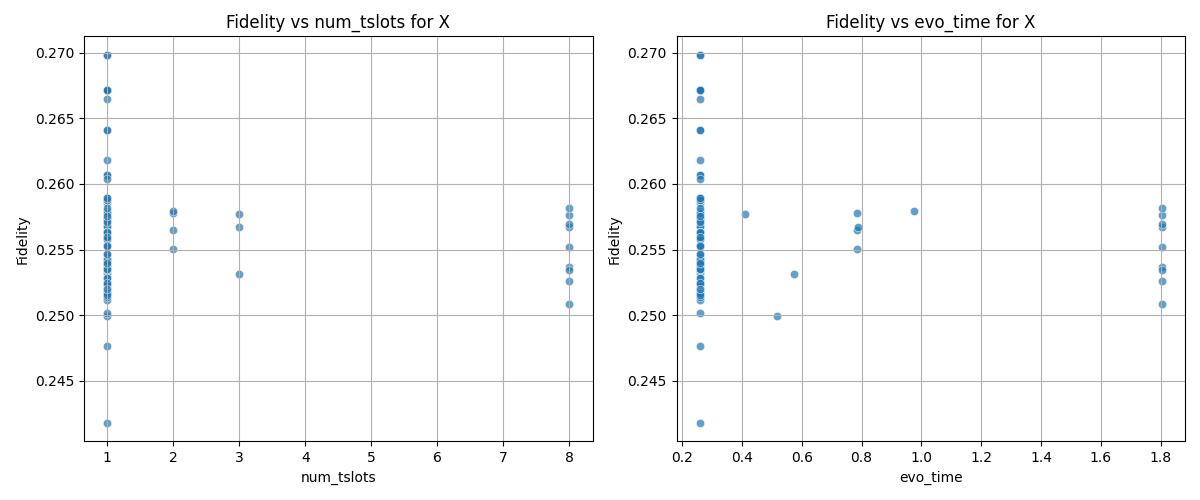 Fidelity vs num_tslots for X
Fidelity
0.270
0.265
0.260
0.255
0.250
0.245
1 2 3 4 5 6 7 8
num_tslots
Fidelity vs evo_time for X
Fidelity
0.270
0.265
0.260
0.255
0.250
0.245
0.2 0.4 0.6 0.8 1.0 1.2 1.4 1.6 1.8
evo_time